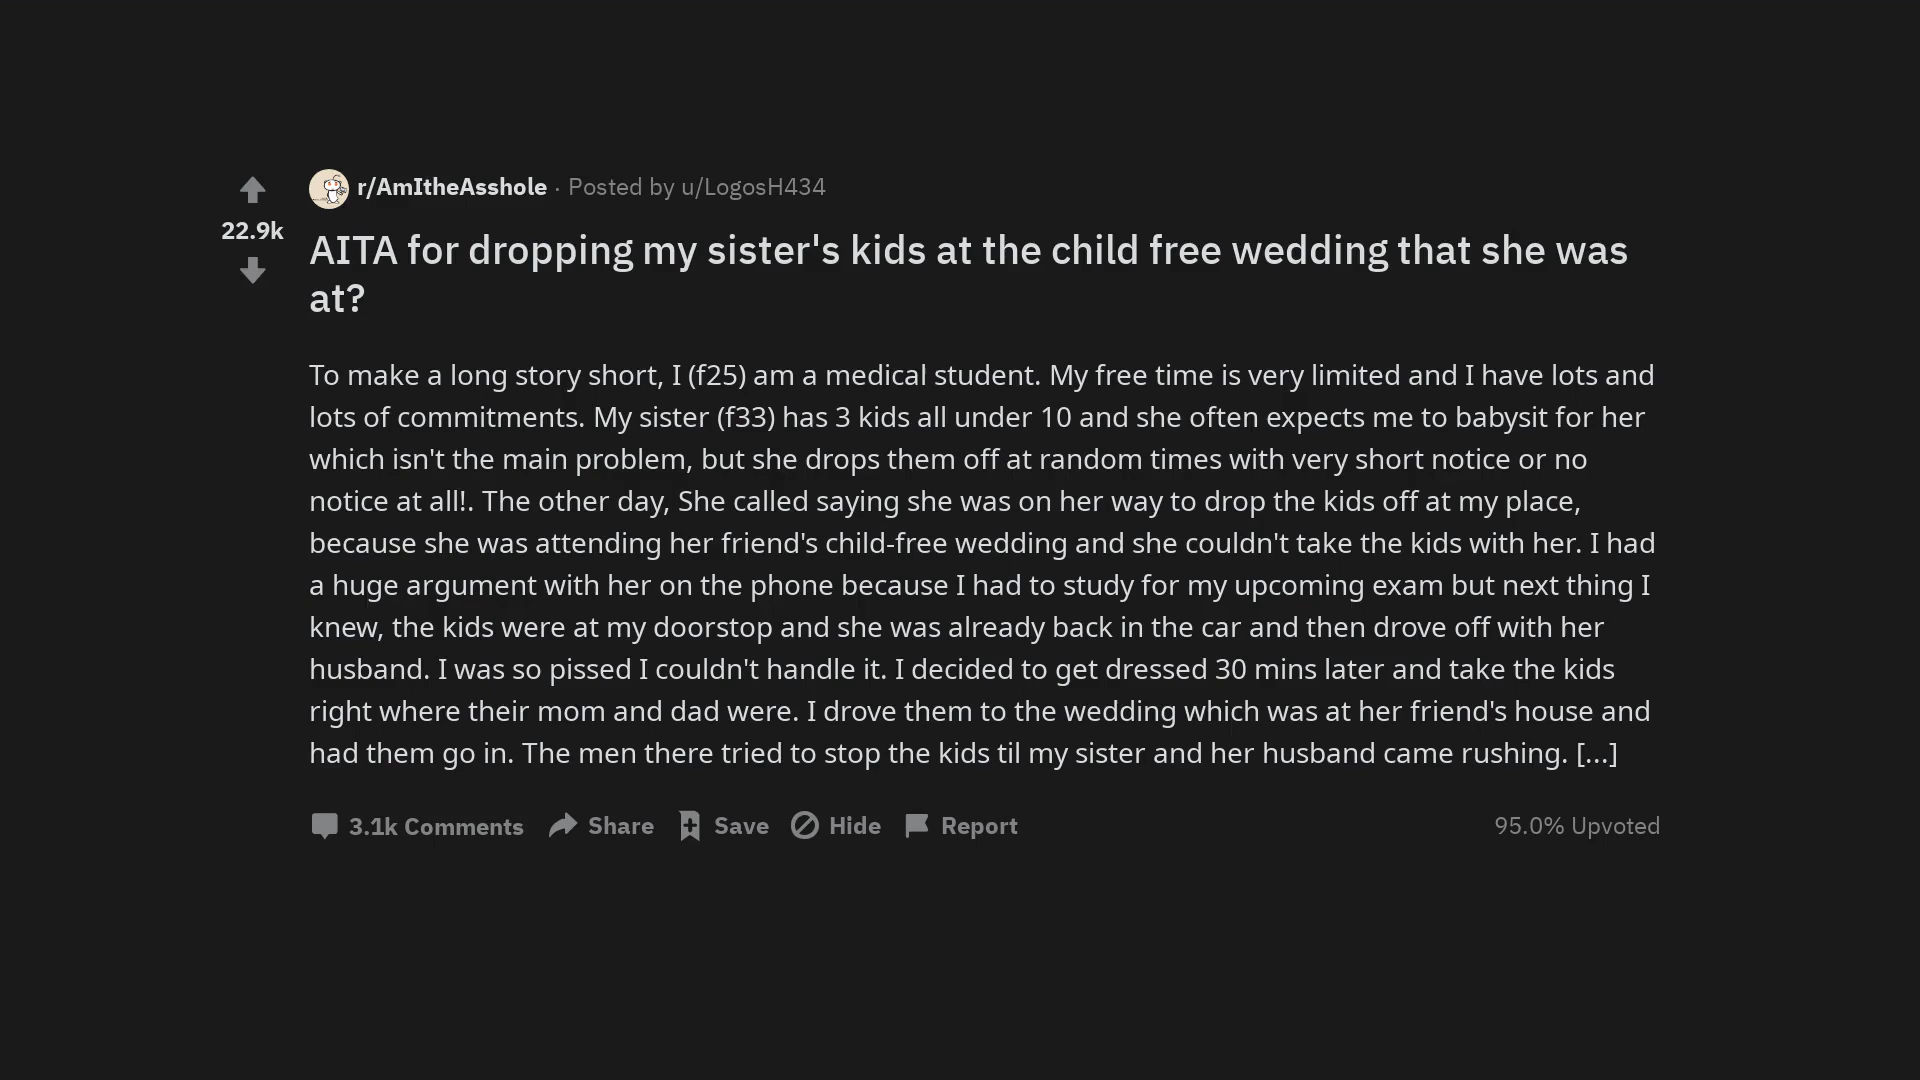 r/AmItheAsshole · Posted by u/LogosH434
22.9k
AITA for dropping my sister's kids at the child free wedding that she was
at?
To make a long story short, I (f25) am a medical student. My free time is very limited and I have lots and
lots of commitments. My sister (f33) has 3 kids all under 10 and she often expects me to babysit for her
which isn't the main problem, but she drops them off at random times with very short notice or no
notice at all!. The other day, She called saying she was on her way to drop the kids off at my place,
because she was attending her friend's child-free wedding and she couldn't take the kids with her. I had
a huge argument with her on the phone because I had to study for my upcoming exam but next thing I
knew, the kids were at my doorstop and she was already back in the car and then drove off with her
husband. I was so pissed I couldn't handle it. I decided to get dressed 30 mins later and take the kids
right where their mom and dad were. I drove them to the wedding which was at her friend's house and
had them go in. The men there tried to stop the kids til my sister and her husband came rushing. [...]
3.1k Comments Share Save Hide Report 95.0% Upvoted